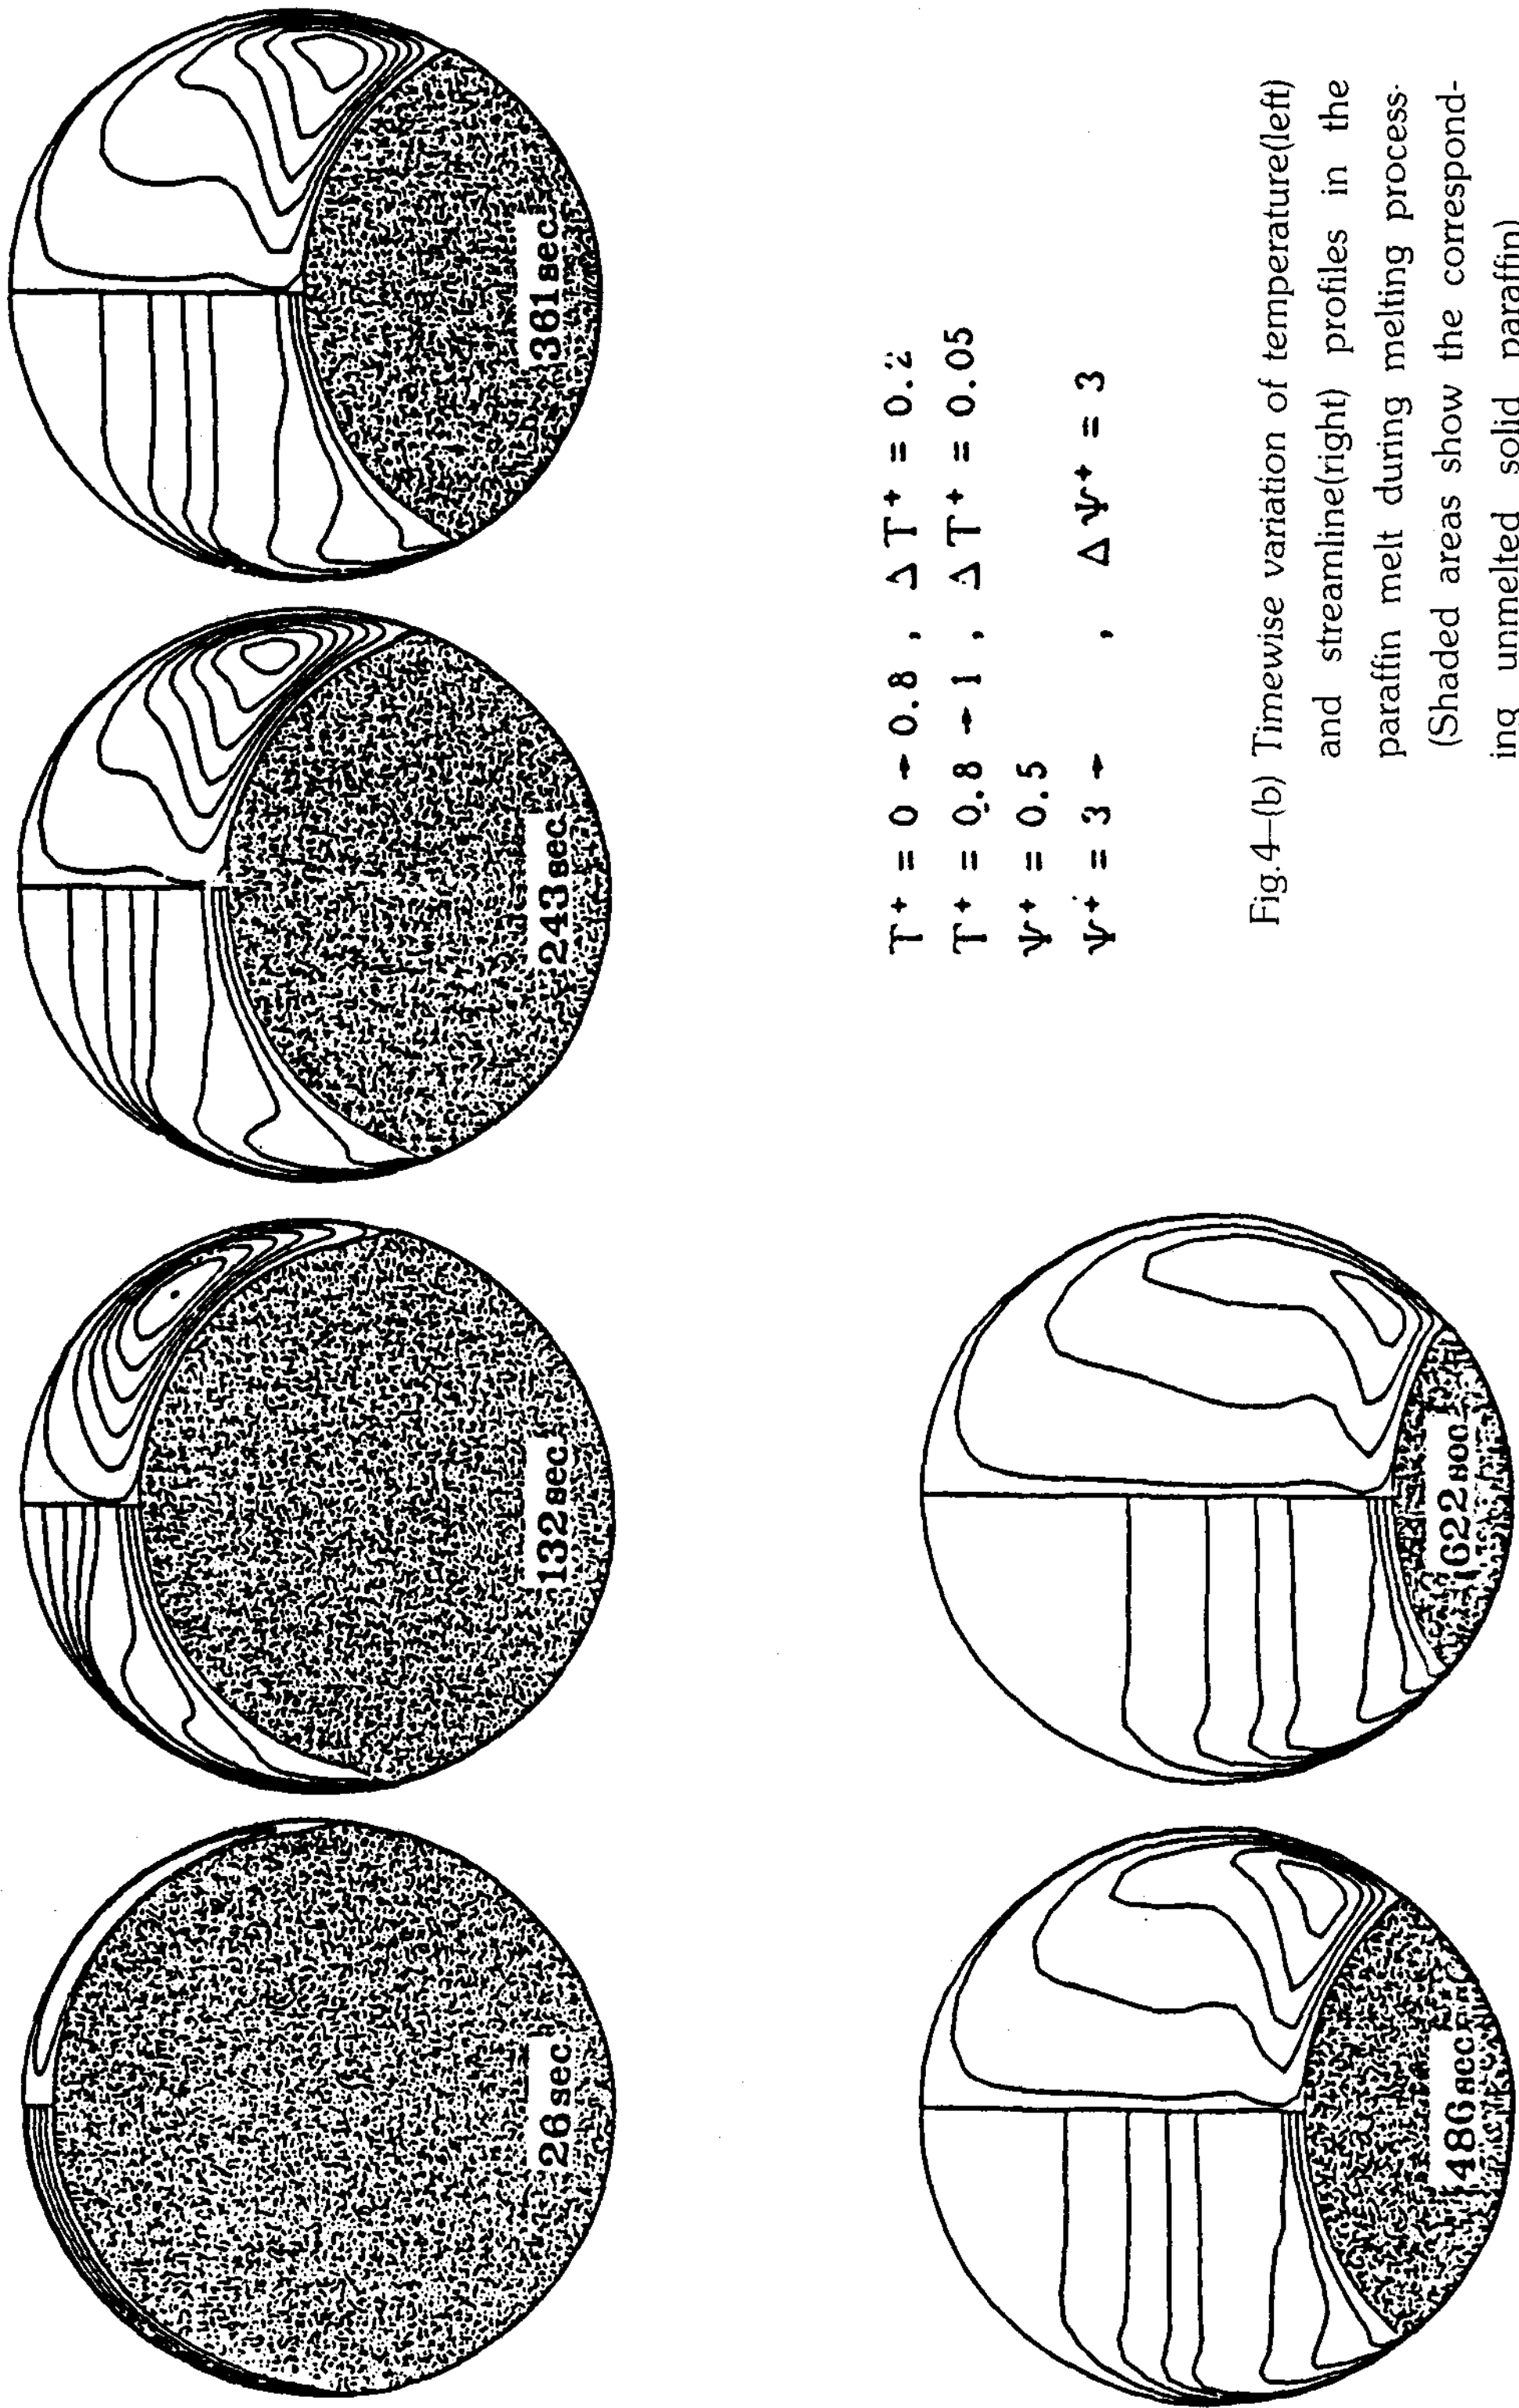 26sec
132sec
243sec
361sec
486sec
622sec
T⁺ = 0 → 0.8 , ΔT⁺ = 0.2
T⁺ = 0.8 → 1 , ΔT⁺ = 0.05
Ψ⁺ = 0.5
Ψ⁺ = 3 → , ΔΨ⁺ = 3
Fig.4—(b) Timewise variation of temperature(left)
and streamline(right) profiles in the
paraffin melt during melting process.
(Shaded areas show the correspond-
ing unmelted solid paraffin)